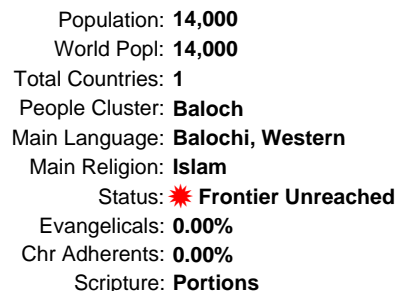 Population: 14,000
World Popl: 14,000
Total Countries: 1
People Cluster: Baloch
Main Language: Balochi, Western
Main Religion: Islam
Status: Frontier Unreached
Evangelicals: 0.00%
Chr Adherents: 0.00%
Scripture: Portions